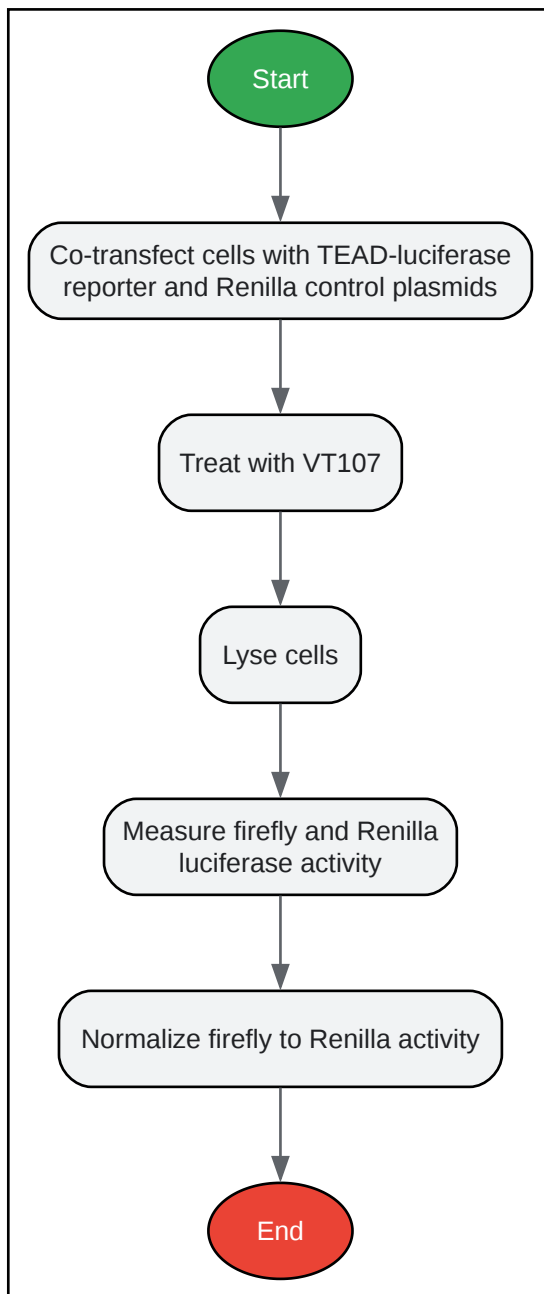 Start
Co-transfect cells with TEAD-luciferase
reporter and Renilla control plasmids
Treat with VT107
Lyse cells
Measure firefly and Renilla
luciferase activity
Normalize firefly to Renilla activity
End